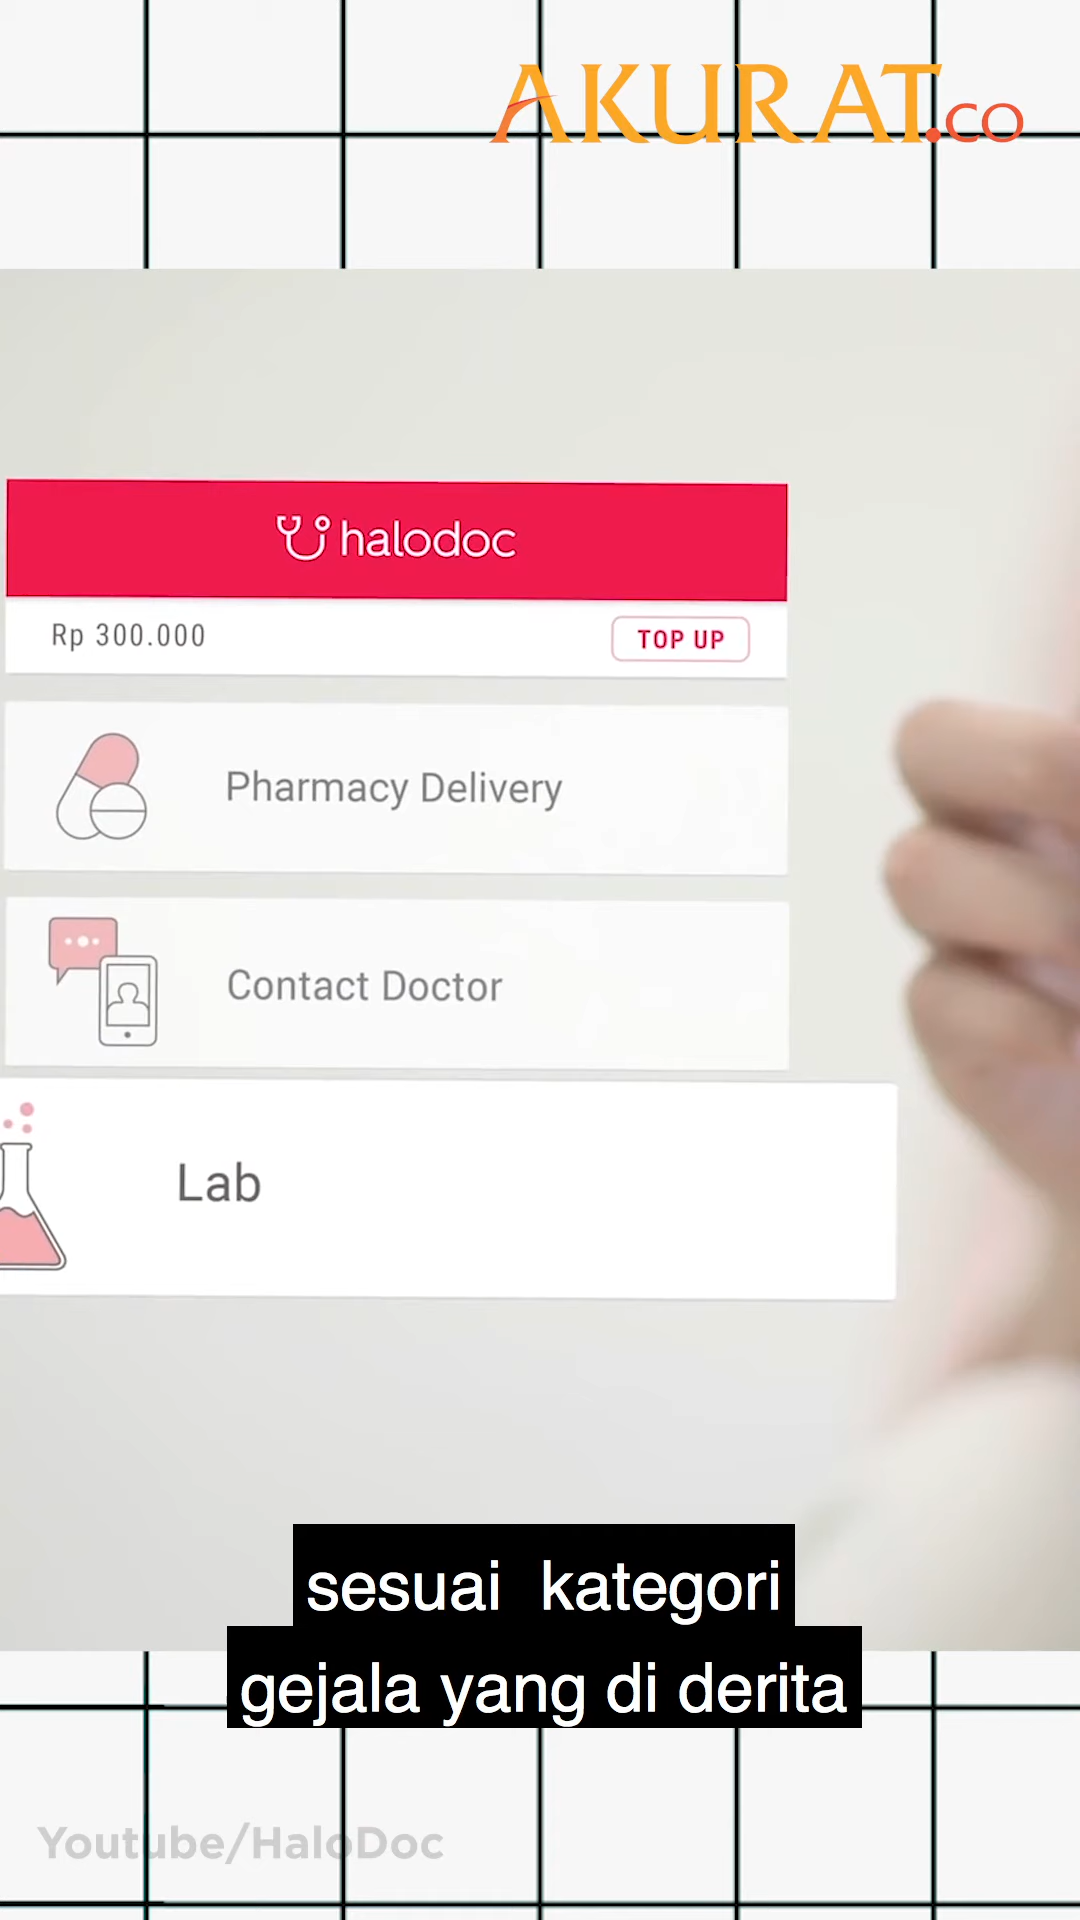 AKURAT.co
halodoc
Rp 300.000
TOP UP
Pharmacy Delivery
Contact Doctor
Lab
sesuai kategori
gejala yang di derita
Youtube/HaloDoc